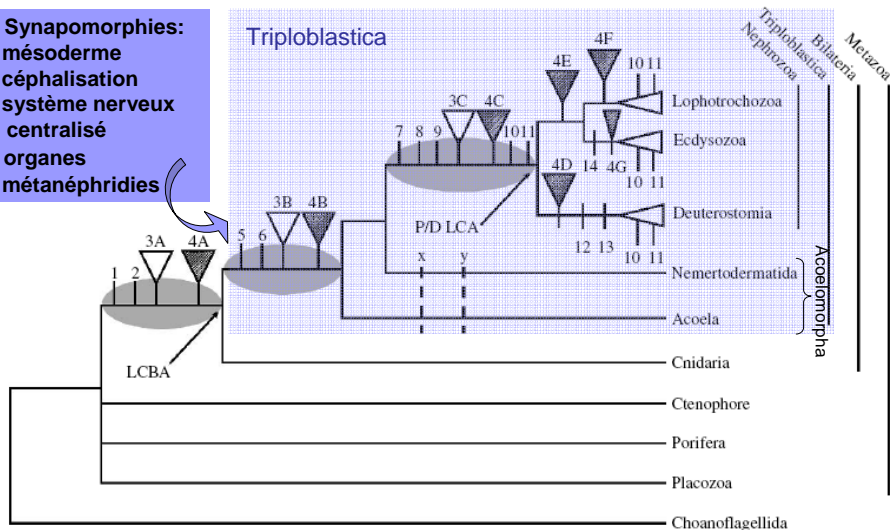 Synapomorphies:
mésoderme
céphalisation
système nerveux
centralisé
organes
métanéphridies
Triploblastica
Metazoa
Bilateria
Triploblastica
Nephrozoa
4F
4E
10 11
Lophotrochozoa
3C 4C
7 8 9 10 11
Ecdysozoa
14 4G
10 11
4D
Deuterostomia
12 13
10 11
P/D LCA
3B 4B
5 6
x y
Nemertodermatida
Acoela
Acoelomorpha
3A 4A
1 2
LCBA
Cnidaria
Ctenophore
Porifera
Placozoa
Choanoflagellida